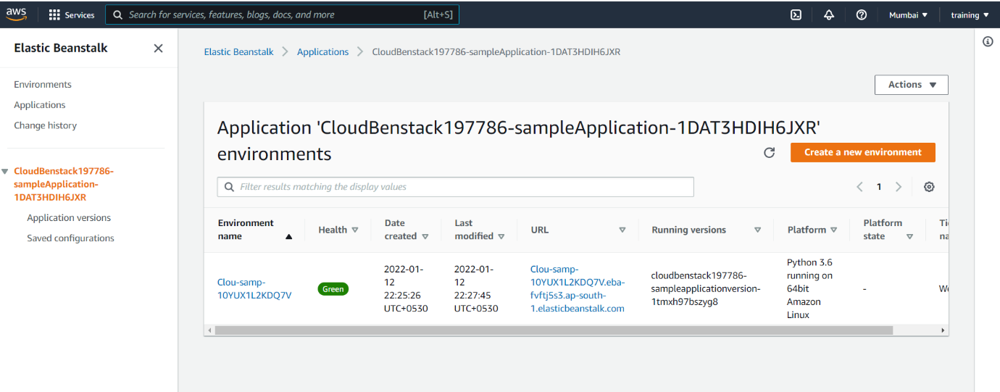 aws
Services
Search for services, features, blogs, docs, and more
[Alt+S]
Mumbai
training
Elastic Beanstalk
Environments
Applications
Change history
CloudBenstack197786-
sampleApplication-
1DAT3HDIH6JXR
Application versions
Saved configurations
Elastic Beanstalk
Applications
CloudBenstack197786-sampleApplication-1DAT3HDIH6JXR
Actions
Application 'CloudBenstack197786-sampleApplication-1DAT3HDIH6JXR'
environments
Create a new environment
Filter results matching the display values
1
Environment
name
Health
Date
created
Last
modified
URL
Running versions
Platform
Platform
state
Clou-samp-
10YUX1L2KDQ7V
Green
2022-01-
12
22:25:26
UTC+0530
2022-01-
12
22:27:45
UTC+0530
Clou-samp-
10YUX1L2KDQ7V.eba-
fvftj5s3.ap-south-
1.elasticbeanstalk.com
cloudbenstack197786-
sampleapplicationversion-
1tmxh97bszyg8
Python 3.6
running on
64bit
Amazon
Linux
-